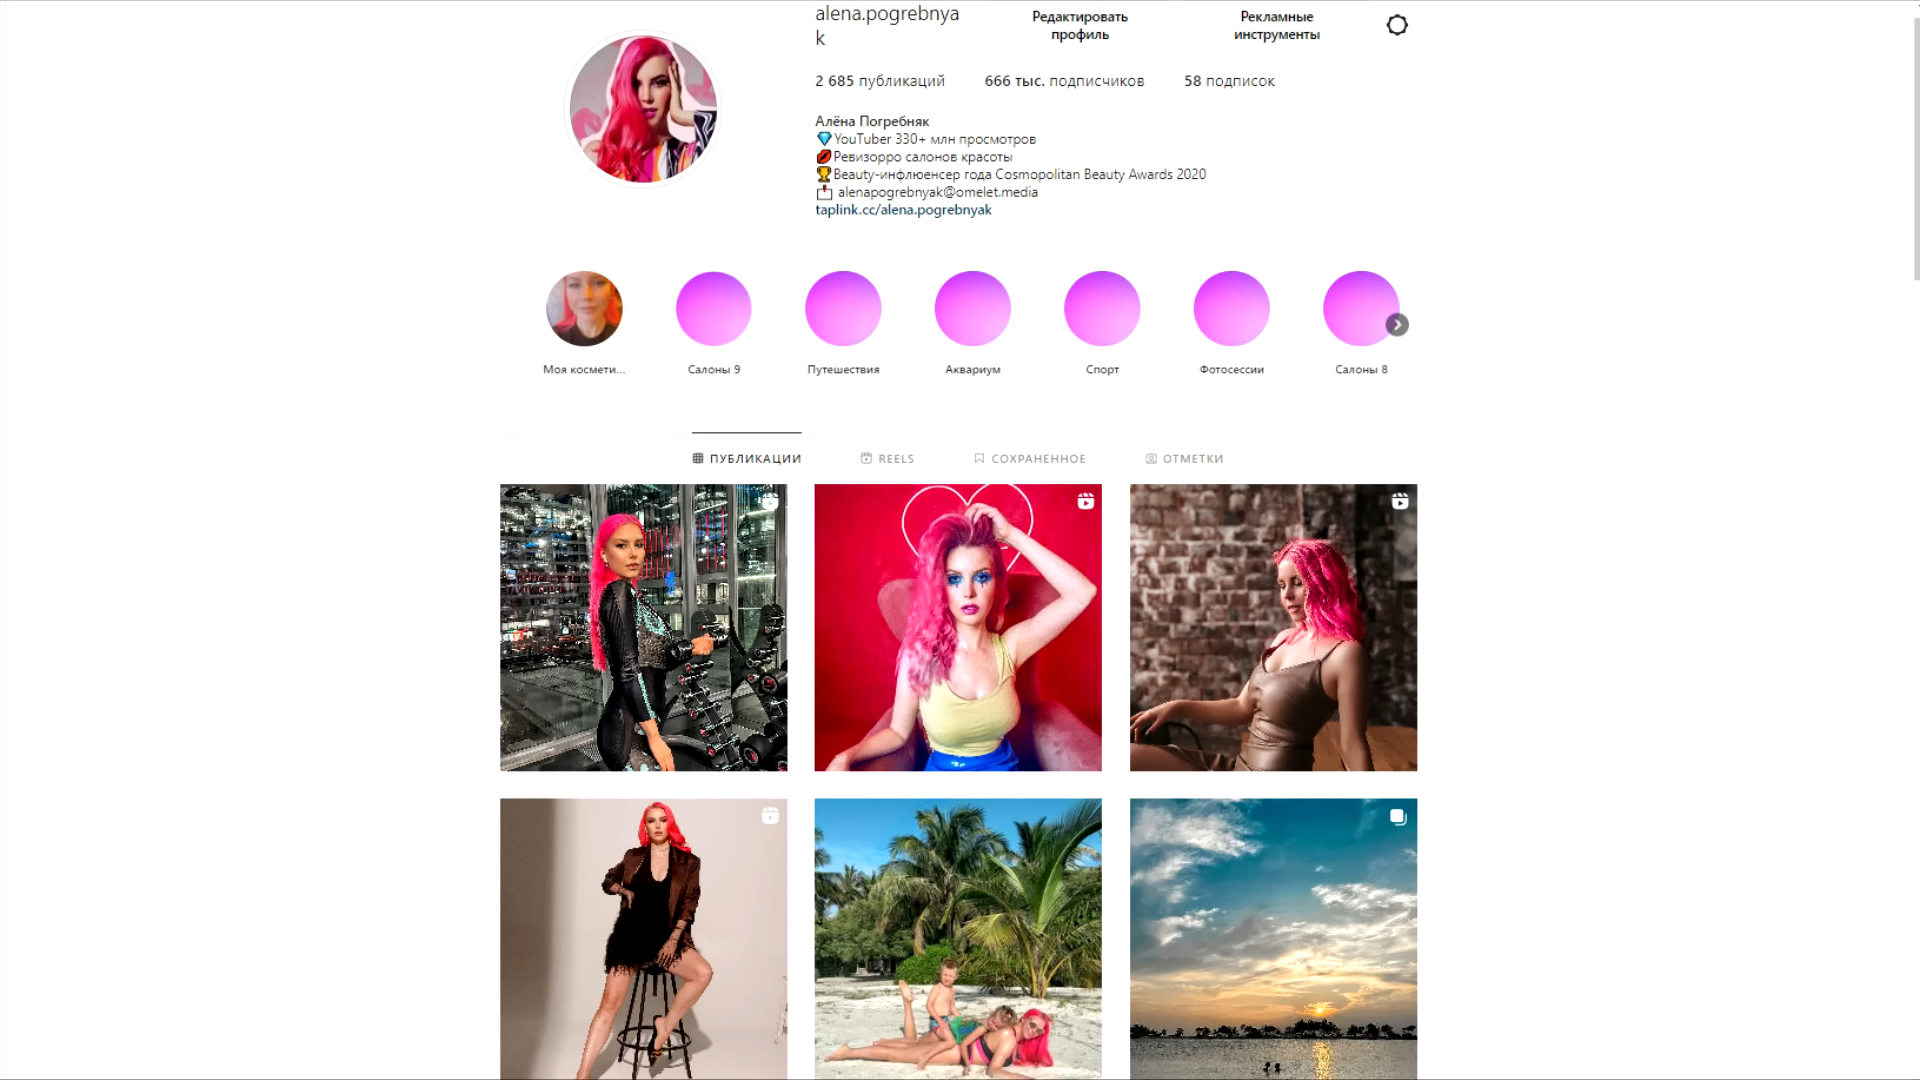 alena.pogrebnya
k
Редактировать
профиль
Рекламные
инструменты
2 685 публикаций 666 тыс. подписчиков 58 подписок
Алёна Погребняк
💎YouTuber 330+ млн просмотров
💋Ревизорро салонов красоты
🏆Beauty-инфлюенсер года Cosmopolitan Beauty Awards 2020
📩 alenapogrebnyak@omelet.media
taplink.cc/alena.pogrebnyak
Моя космети... Салоны 9 Путешествия Аквариум Спорт Фотосессии Салоны 8
ПУБЛИКАЦИИ REELS СОХРАНЕННОЕ ОТМЕТКИ